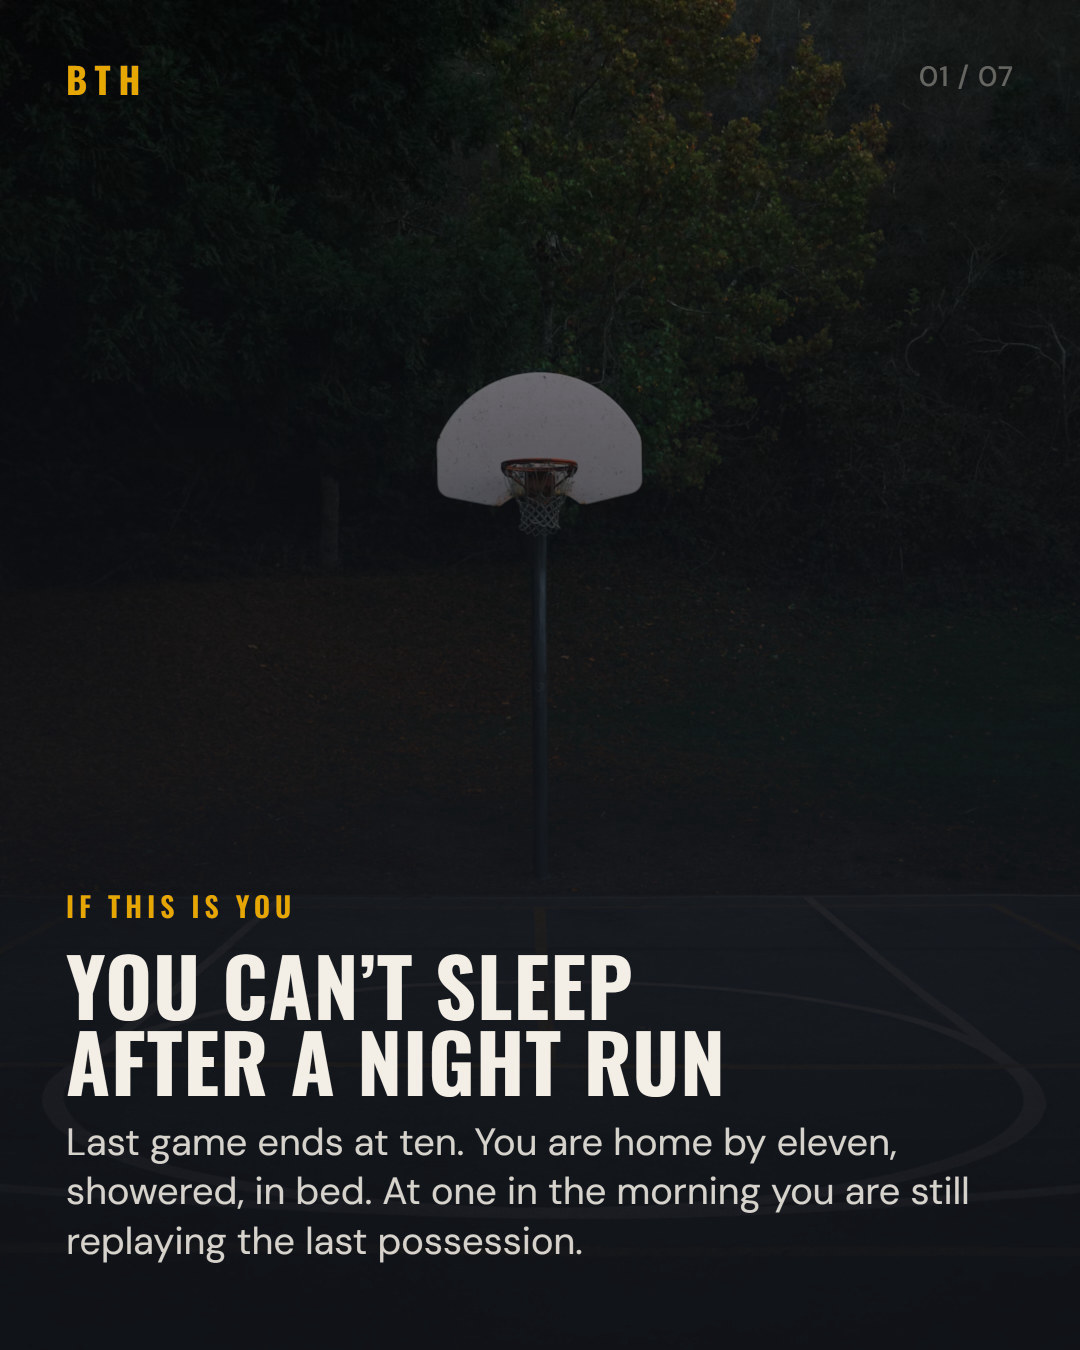 BTH
01 / 07
IF THIS IS YOU
YOU CAN’T SLEEP
AFTER A NIGHT RUN
Last game ends at ten. You are home by eleven,
showered, in bed. At one in the morning you are still
replaying the last possession.